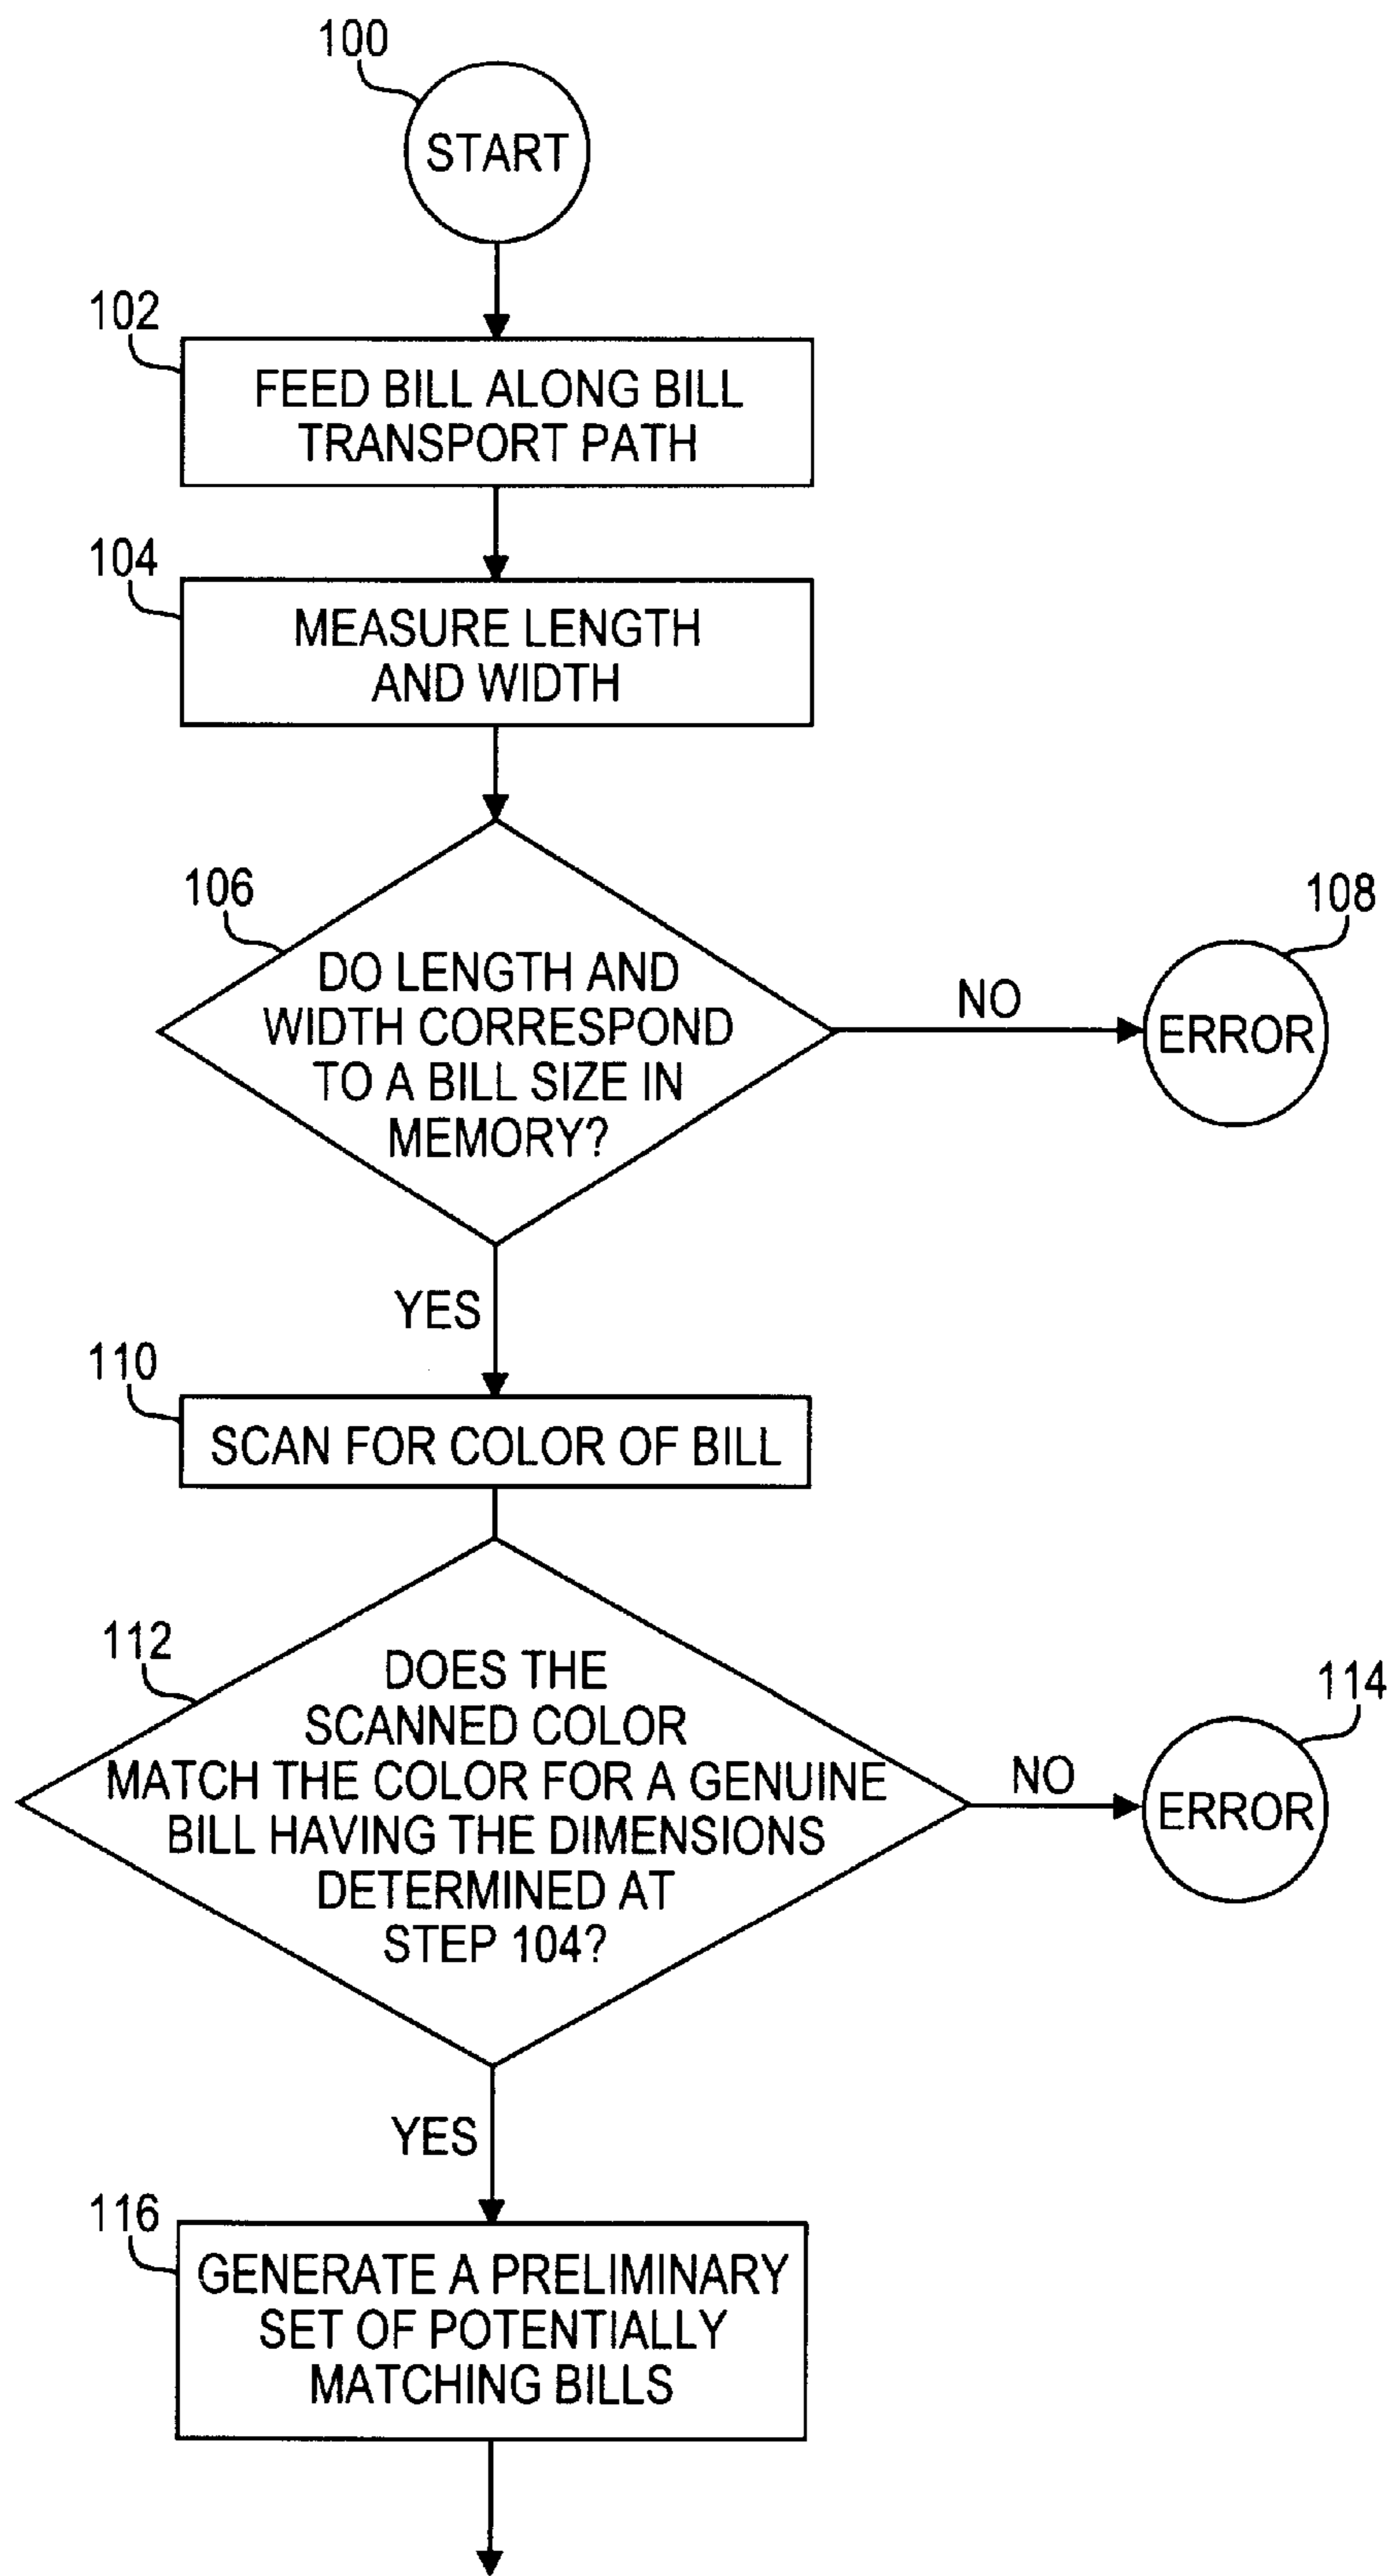 100
START
102
FEED BILL ALONG BILL
TRANSPORT PATH
104
MEASURE LENGTH
AND WIDTH
106
DO LENGTH AND
WIDTH CORRESPOND
TO A BILL SIZE IN
MEMORY?
NO
108
ERROR
YES
110
SCAN FOR COLOR OF BILL
112
DOES THE
SCANNED COLOR
MATCH THE COLOR FOR A GENUINE
BILL HAVING THE DIMENSIONS
DETERMINED AT
STEP 104?
NO
114
ERROR
YES
116
GENERATE A PRELIMINARY
SET OF POTENTIALLY
MATCHING BILLS